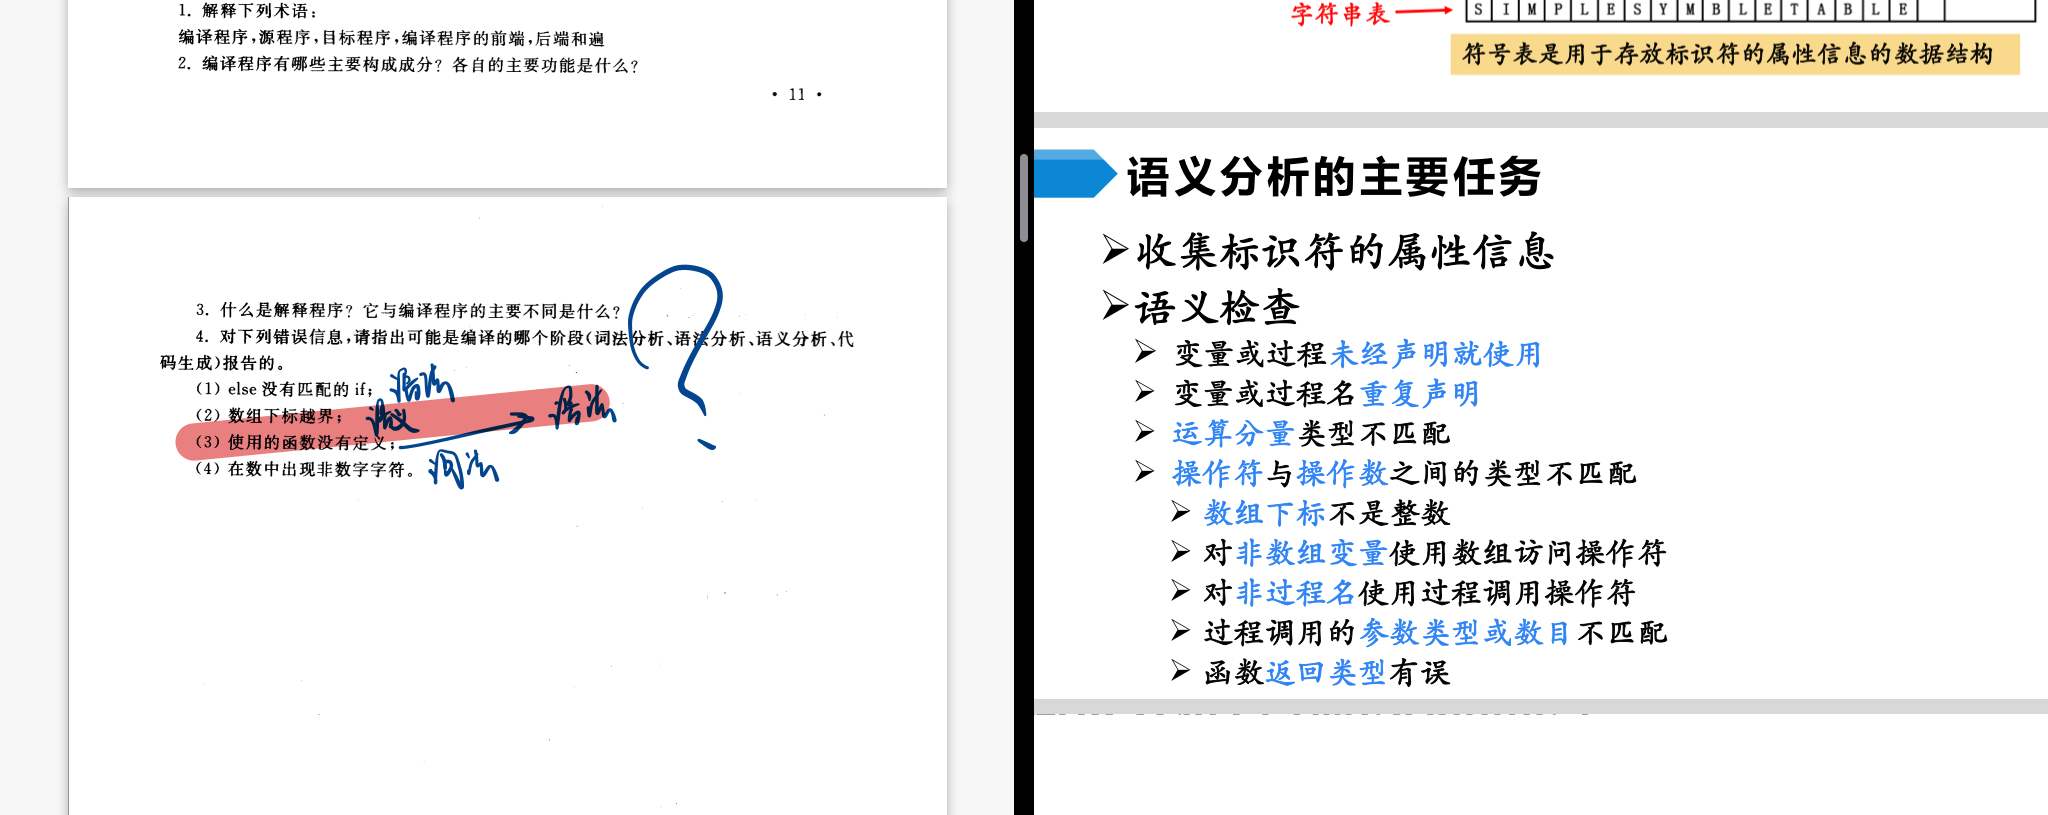 1. 解释下列术语:
编译程序,源程序,目标程序,编译程序的前端,后端和遍
2. 编译程序有哪些主要构成成分? 各自的主要功能是什么?
• 11 •
3. 什么是解释程序? 它与编译程序的主要不同是什么?
4. 对下列错误信息,请指出可能是编译的哪个阶段(词法分析、语法分析、语义分析、代
码生成)报告的。
(1) else 没有匹配的 if; 语法
(2) 数组下标越界; 语义
(3) 使用的函数没有定义; 语法
(4) 在数中出现非数字字符。 词法
?
字符串表
S I M P L E S Y M B L E T A B L E
符号表是用于存放标识符的属性信息的数据结构
语义分析的主要任务
➢收集标识符的属性信息
➢语义检查
➢ 变量或过程未经声明就使用
➢ 变量或过程名重复声明
➢ 运算分量类型不匹配
➢ 操作符与操作数之间的类型不匹配
➢ 数组下标不是整数
➢ 对非数组变量使用数组访问操作符
➢ 对非过程名使用过程调用操作符
➢ 过程调用的参数类型或数目不匹配
➢ 函数返回类型有误